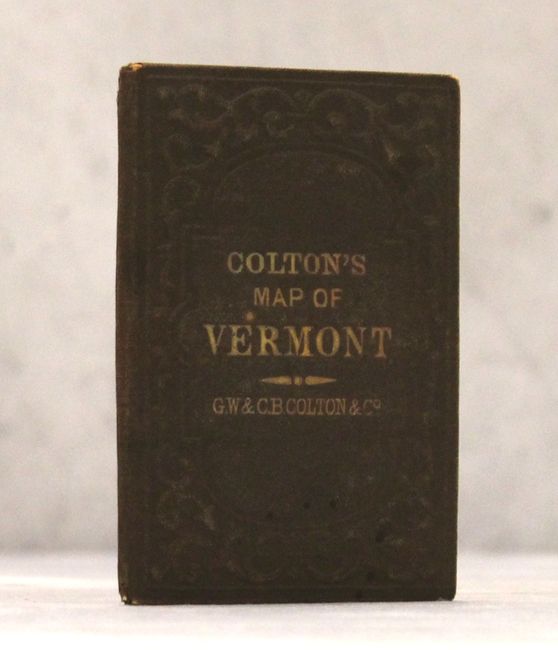 COLTON'S
MAP OF
VERMONT
G.W & C.B. COLTON & Cº